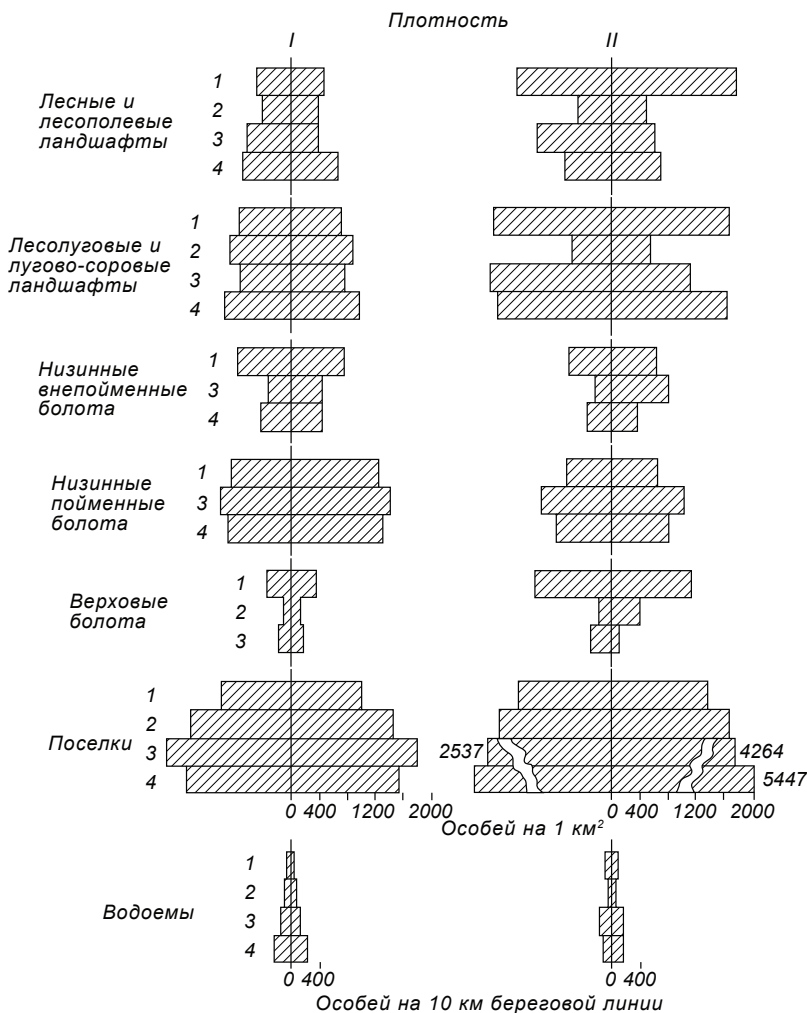 Плотность
I II
1
Лесные и
2
лесополевые
3
ландшафты
4
1
Лесолуговые и
2
лугово-соровые
3
ландшафты
4
Низинные
1
внепойменные
3
болота
4
Низинные
1
пойменные
3
болота
4
1
Верховые
2
болота
3
1
2
Поселки
3 2537 4264
4 5447
0 400 1200 2000 0 400 1200 2000
Особей на 1 км²
1
2
Водоемы
3
4
0 400 0 400
Особей на 10 км береговой линии